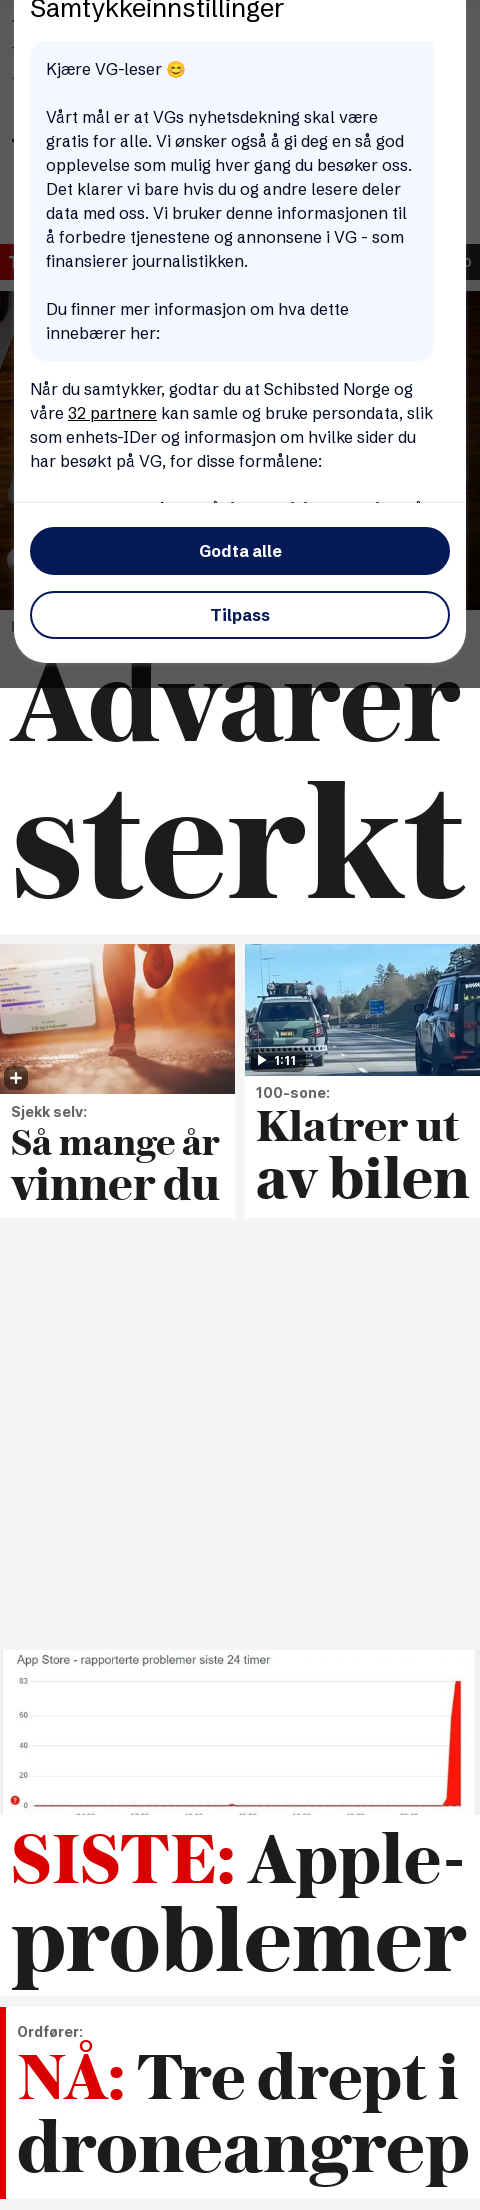 Samtykkeinnstillinger
Kjære VG-leser 😊
Vårt mål er at VGs nyhetsdekning skal være
gratis for alle. Vi ønsker også å gi deg en så god
opplevelse som mulig hver gang du besøker oss.
Det klarer vi bare hvis du og andre lesere deler
data med oss. Vi bruker denne informasjonen til
å forbedre tjenestene og annonsene i VG - som
finansierer journalistikken.
Du finner mer informasjon om hva dette
innebærer her:
Når du samtykker, godtar du at Schibsted Norge og
våre 32 partnere kan samle og bruke persondata, slik
som enhets-IDer og informasjon om hvilke sider du
har besøkt på VG, for disse formålene:
Godta alle
Tilpass
Advarer
sterkt
1:11
Sjekk selv:
Så mange år
vinner du
100-sone:
Klatrer ut
av bilen
App Store - rapporterte problemer siste 24 timer
83
60
40
20
0
SISTE: Apple-
problemer
Ordfører:
NÅ: Tre drept i
droneangrep